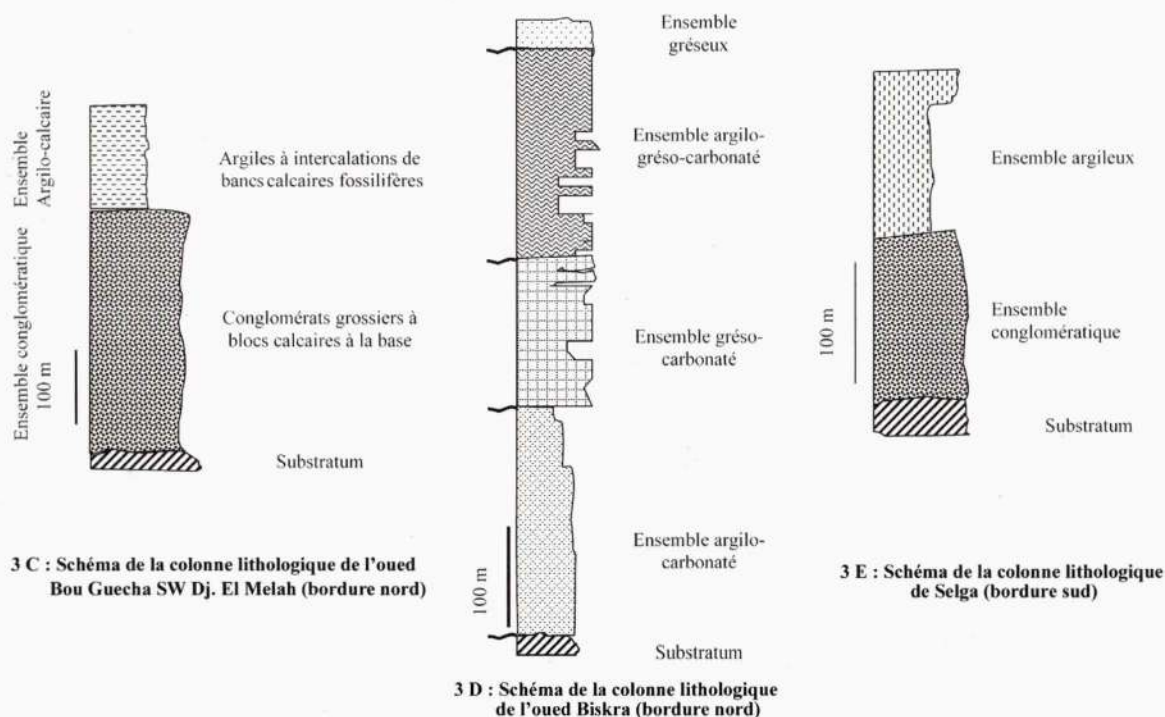 Ensemble
Argilo-calcaire
Argiles à intercalations de
bancs calcaires fossilifères
Ensemble conglomératique
100 m
Conglomérats grossiers à
blocs calcaires à la base
Substratum
3 C : Schéma de la colonne lithologique de l'oued
Bou Guecha SW Dj. El Melah (bordure nord)
Ensemble
gréseux
Ensemble argilo-
gréso-carbonaté
Ensemble gréso-
carbonaté
Ensemble argilo-
carbonaté
100 m
Substratum
3 D : Schéma de la colonne lithologique
de l'oued Biskra (bordure nord)
Ensemble argileux
100 m
Ensemble
conglomératique
Substratum
3 E : Schéma de la colonne lithologique
de Selga (bordure sud)